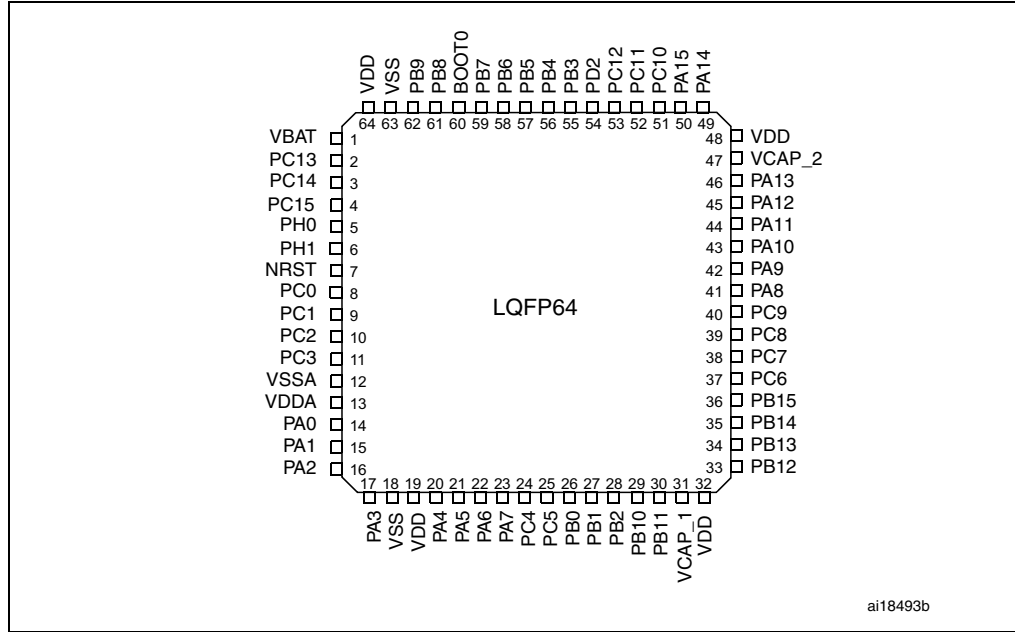 VDD VSS PB9 PB8 BOOT0 PB7 PB6 PB5 PB4 PB3 PD2 PC12 PC11 PC10 PA15 PA14
64 63 62 61 60 59 58 57 56 55 54 53 52 51 50 49
VBAT 1
PC13 2
PC14 3
PC15 4
PH0 5
PH1 6
NRST 7
PC0 8
PC1 9
PC2 10
PC3 11
VSSA 12
VDDA 13
PA0 14
PA1 15
PA2 16
LQFP64
48 VDD
47 VCAP_2
46 PA13
45 PA12
44 PA11
43 PA10
42 PA9
41 PA8
40 PC9
39 PC8
38 PC7
37 PC6
36 PB15
35 PB14
34 PB13
33 PB12
17 18 19 20 21 22 23 24 25 26 27 28 29 30 31 32
PA3 VSS VDD PA4 PA5 PA6 PA7 PC4 PC5 PB0 PB1 PB2 PB10 PB11 VCAP_1 VDD
ai18493b